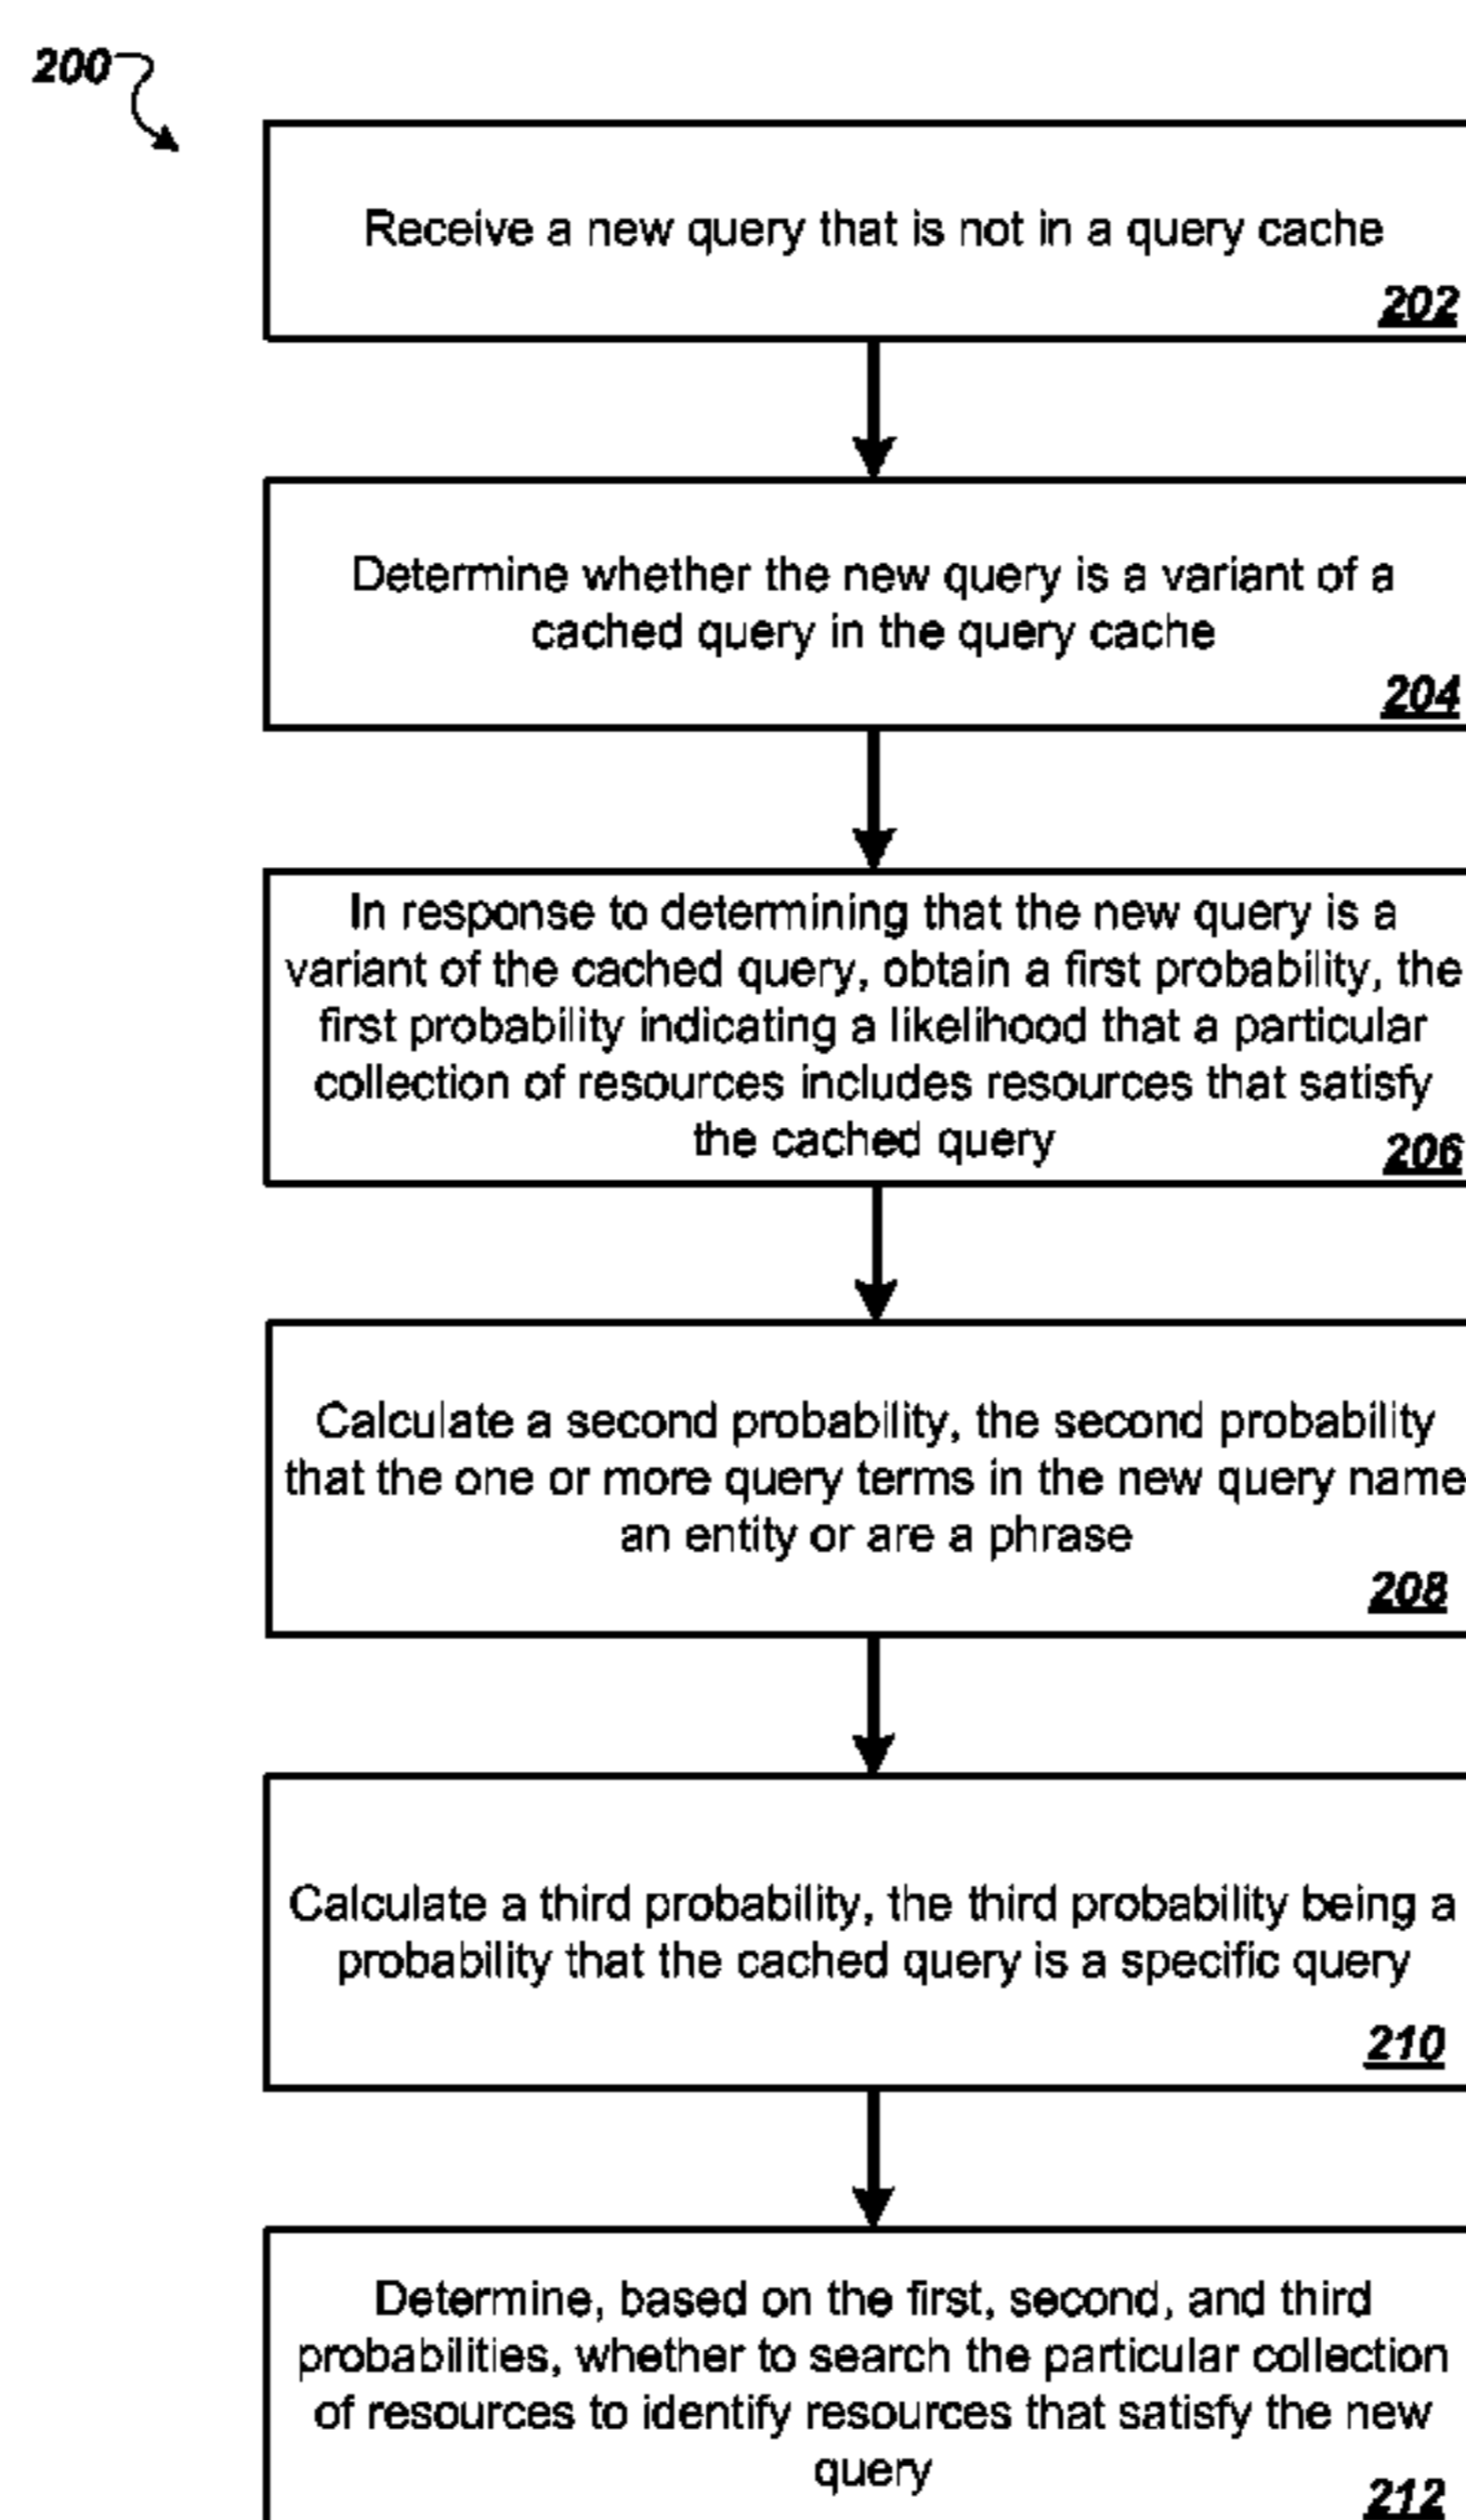 200
Receive a new query that is not in a query cache
202
Determine whether the new query is a variant of a
cached query in the query cache
204
In response to determining that the new query is a
variant of the cached query, obtain a first probability, the
first probability indicating a likelihood that a particular
collection of resources includes resources that satisfy
the cached query
206
Calculate a second probability, the second probability
that the one or more query terms in the new query name
an entity or are a phrase
208
Calculate a third probability, the third probability being a
probability that the cached query is a specific query
210
Determine, based on the first, second, and third
probabilities, whether to search the particular collection
of resources to identify resources that satisfy the new
query
212